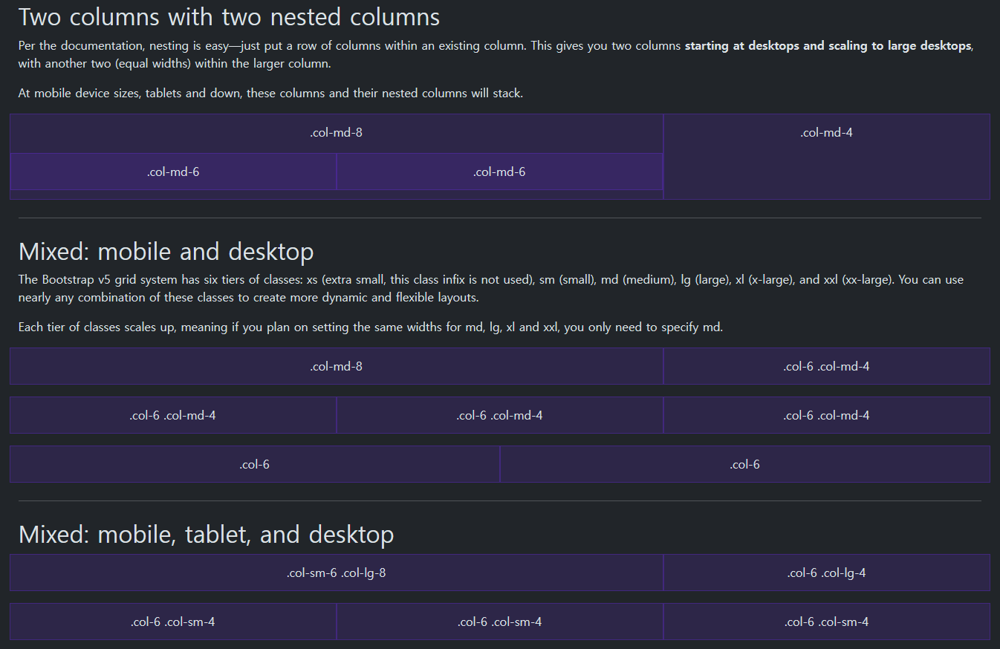 Two columns with two nested columns
Per the documentation, nesting is easy—just put a row of columns within an existing column. This gives you two columns starting at desktops and scaling to large desktops,
with another two (equal widths) within the larger column.
At mobile device sizes, tablets and down, these columns and their nested columns will stack.
.col-md-8 .col-md-4
.col-md-6 .col-md-6
Mixed: mobile and desktop
The Bootstrap v5 grid system has six tiers of classes: xs (extra small, this class infix is not used), sm (small), md (medium), lg (large), xl (x-large), and xxl (xx-large). You can use
nearly any combination of these classes to create more dynamic and flexible layouts.
Each tier of classes scales up, meaning if you plan on setting the same widths for md, lg, xl and xxl, you only need to specify md.
.col-md-8 .col-6 .col-md-4
.col-6 .col-md-4 .col-6 .col-md-4 .col-6 .col-md-4
.col-6 .col-6
Mixed: mobile, tablet, and desktop
.col-sm-6 .col-lg-8 .col-6 .col-lg-4
.col-6 .col-sm-4 .col-6 .col-sm-4 .col-6 .col-sm-4